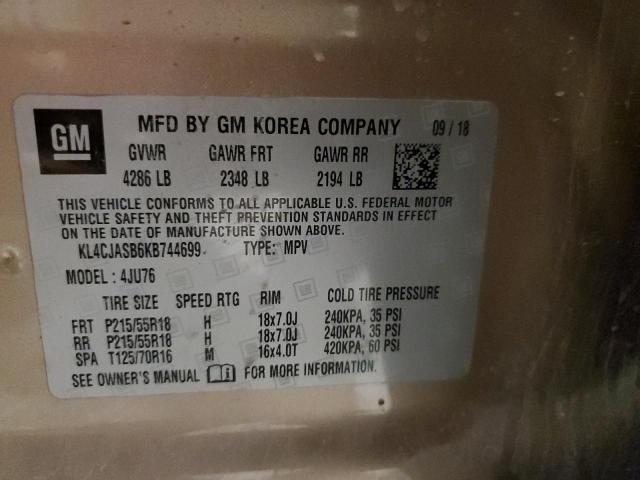 GM MFD BY GM KOREA COMPANY 09 / 18
GVWR GAWR FRT GAWR RR
4286 LB 2348 LB 2194 LB
THIS VEHICLE CONFORMS TO ALL APPLICABLE U.S. FEDERAL MOTOR
VEHICLE SAFETY AND THEFT PREVENTION STANDARDS IN EFFECT
ON THE DATE OF MANUFACTURE SHOWN ABOVE.
KL4CJASB6KB744699 TYPE: MPV
MODEL: 4JU76
TIRE SIZE SPEED RTG RIM COLD TIRE PRESSURE
FRT P215/55R18 H 18x7.0J 240KPA, 35 PSI
RR P215/55R18 H 18x7.0J 240KPA, 35 PSI
SPA T125/70R16 M 16x4.0T 420KPA, 60 PSI
SEE OWNER'S MANUAL FOR MORE INFORMATION.